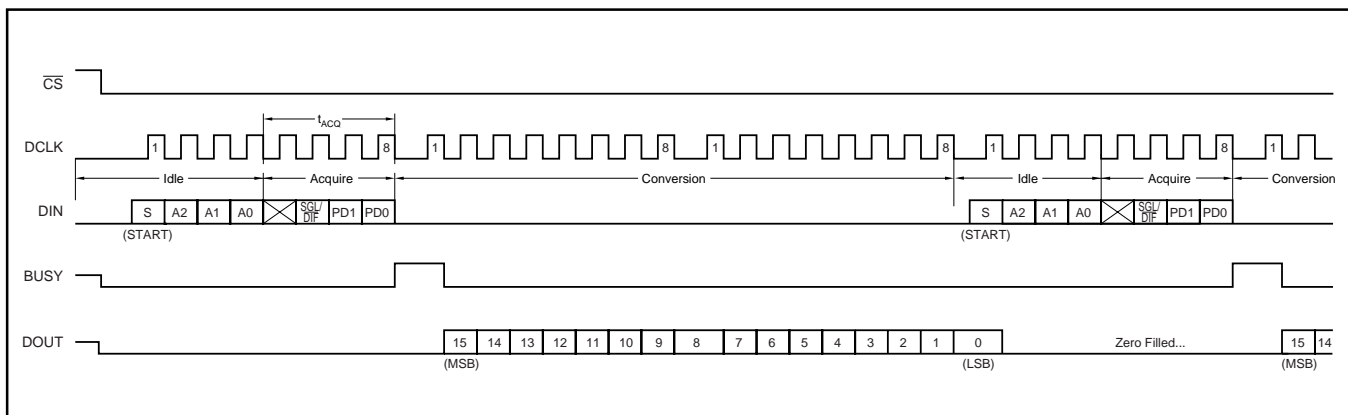 CS
tACQ
DCLK 1 8 1 8 1 8 1 8 1
Idle Acquire Conversion Idle Acquire Conversion
DIN S A2 A1 A0 SGL/DIF PD1 PD0 S A2 A1 A0 SGL/DIF PD1 PD0
(START) (START)
BUSY
DOUT 15 14 13 12 11 10 9 8 7 6 5 4 3 2 1 0 Zero Filled... 15 14
(MSB) (LSB) (MSB)